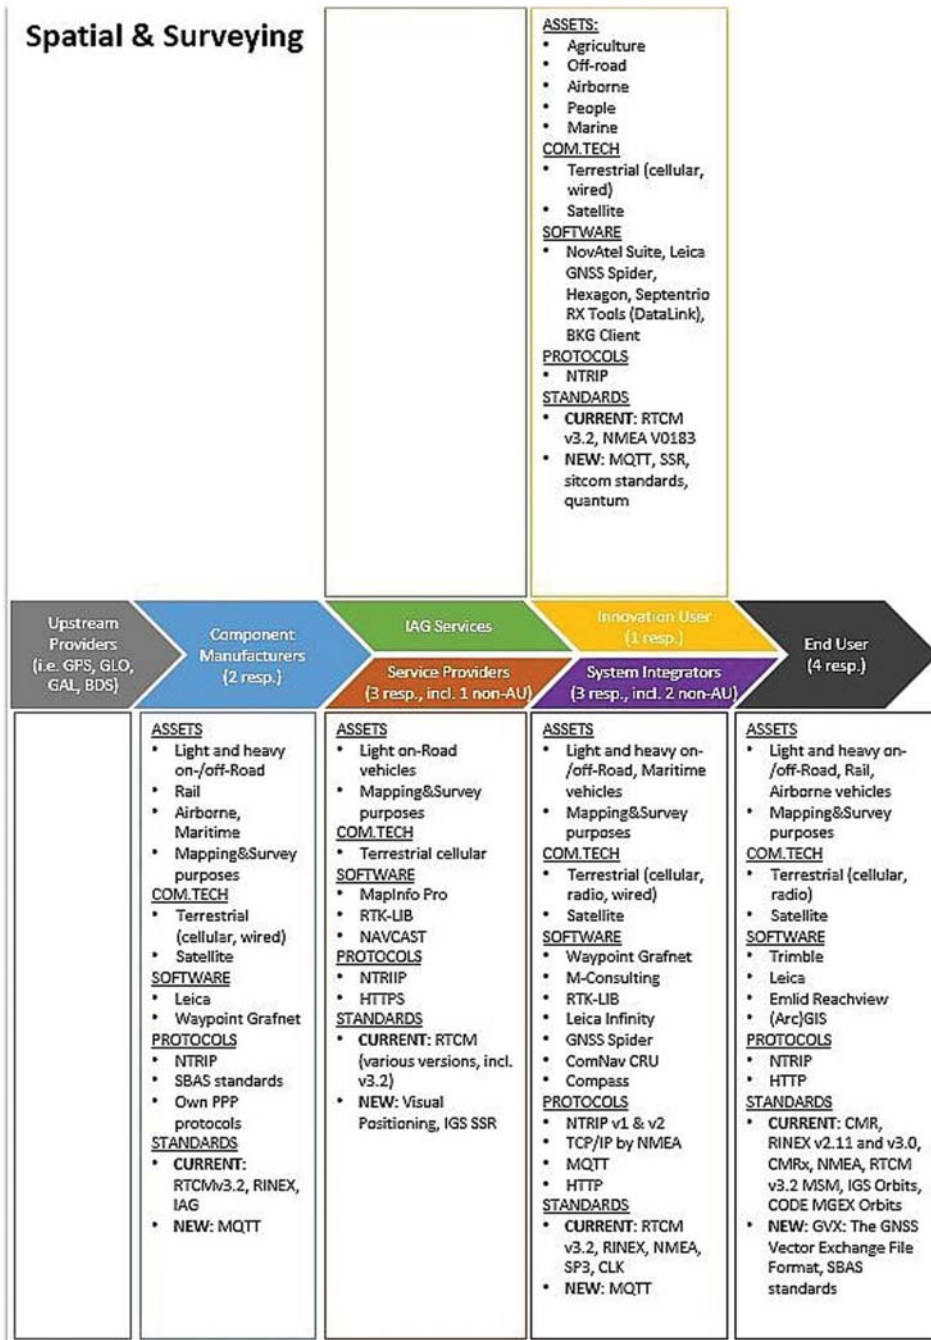 Spatial & Surveying
ASSETS:
• Agriculture
• Off-road
• Airborne
• People
• Marine
COM.TECH
• Terrestrial (cellular,
wired)
• Satellite
SOFTWARE
• NovAtel Suite, Leica
GNSS Spider,
Hexagon, Septentrio
RX Tools (DataLink),
BKG Client
PROTOCOLS
• NTRIP
STANDARDS
• CURRENT: RTCM
v3.2, NMEA V0183
• NEW: MQTT, SSR,
sitcom standards,
quantum
Upstream
Providers
(i.e. GPS, GLO,
GAL, BDS)
Component
Manufacturers
(2 resp.)
IAG Services
Service Providers
(3 resp., incl. 1 non-AU)
Innovation User
(1 resp.)
System Integrators
(3 resp., incl. 2 non-AU)
End User
(4 resp.)
ASSETS
• Light and heavy
on-/off-Road
• Rail
• Airborne,
Maritime
• Mapping&Survey
purposes
COM.TECH
• Terrestrial
(cellular, wired)
• Satellite
SOFTWARE
• Leica
• Waypoint Grafnet
PROTOCOLS
• NTRIP
• SBAS standards
• Own PPP
protocols
STANDARDS
• CURRENT:
RTCMv3.2, RINEX,
IAG
• NEW: MQTT
ASSETS
• Light on-Road
vehicles
• Mapping&Survey
purposes
COM.TECH
• Terrestrial cellular
SOFTWARE
• MapInfo Pro
• RTK-LIB
• NAVCAST
PROTOCOLS
• NTRIIP
• HTTPS
STANDARDS
• CURRENT: RTCM
(various versions, incl.
v3.2)
• NEW: Visual
Positioning, IGS SSR
ASSETS
• Light and heavy on-
/off-Road, Maritime
vehicles
• Mapping&Survey
purposes
COM.TECH
• Terrestrial (cellular,
radio, wired)
• Satellite
SOFTWARE
• Waypoint Grafnet
• M-Consulting
• RTK-LIB
• Leica Infinity
• GNSS Spider
• ComNav CRU
• Compass
PROTOCOLS
• NTRIP v1 & v2
• TCP/IP by NMEA
• MQTT
• HTTP
STANDARDS
• CURRENT: RTCM
v3.2, RINEX, NMEA,
SP3, CLK
• NEW: MQTT
ASSETS
• Light and heavy on-
/off-Road, Rail,
Airborne vehicles
• Mapping&Survey
purposes
COM.TECH
• Terrestrial (cellular,
radio)
• Satellite
SOFTWARE
• Trimble
• Leica
• Emlid Reachview
• (Arc)GIS
PROTOCOLS
• NTRIP
• HTTP
STANDARDS
• CURRENT: CMR,
RINEX v2.11 and v3.0,
CMRx, NMEA, RTCM
v3.2 MSM, IGS Orbits,
CODE MGEX Orbits
• NEW: GVX: The GNSS
Vector Exchange File
Format, SBAS
standards